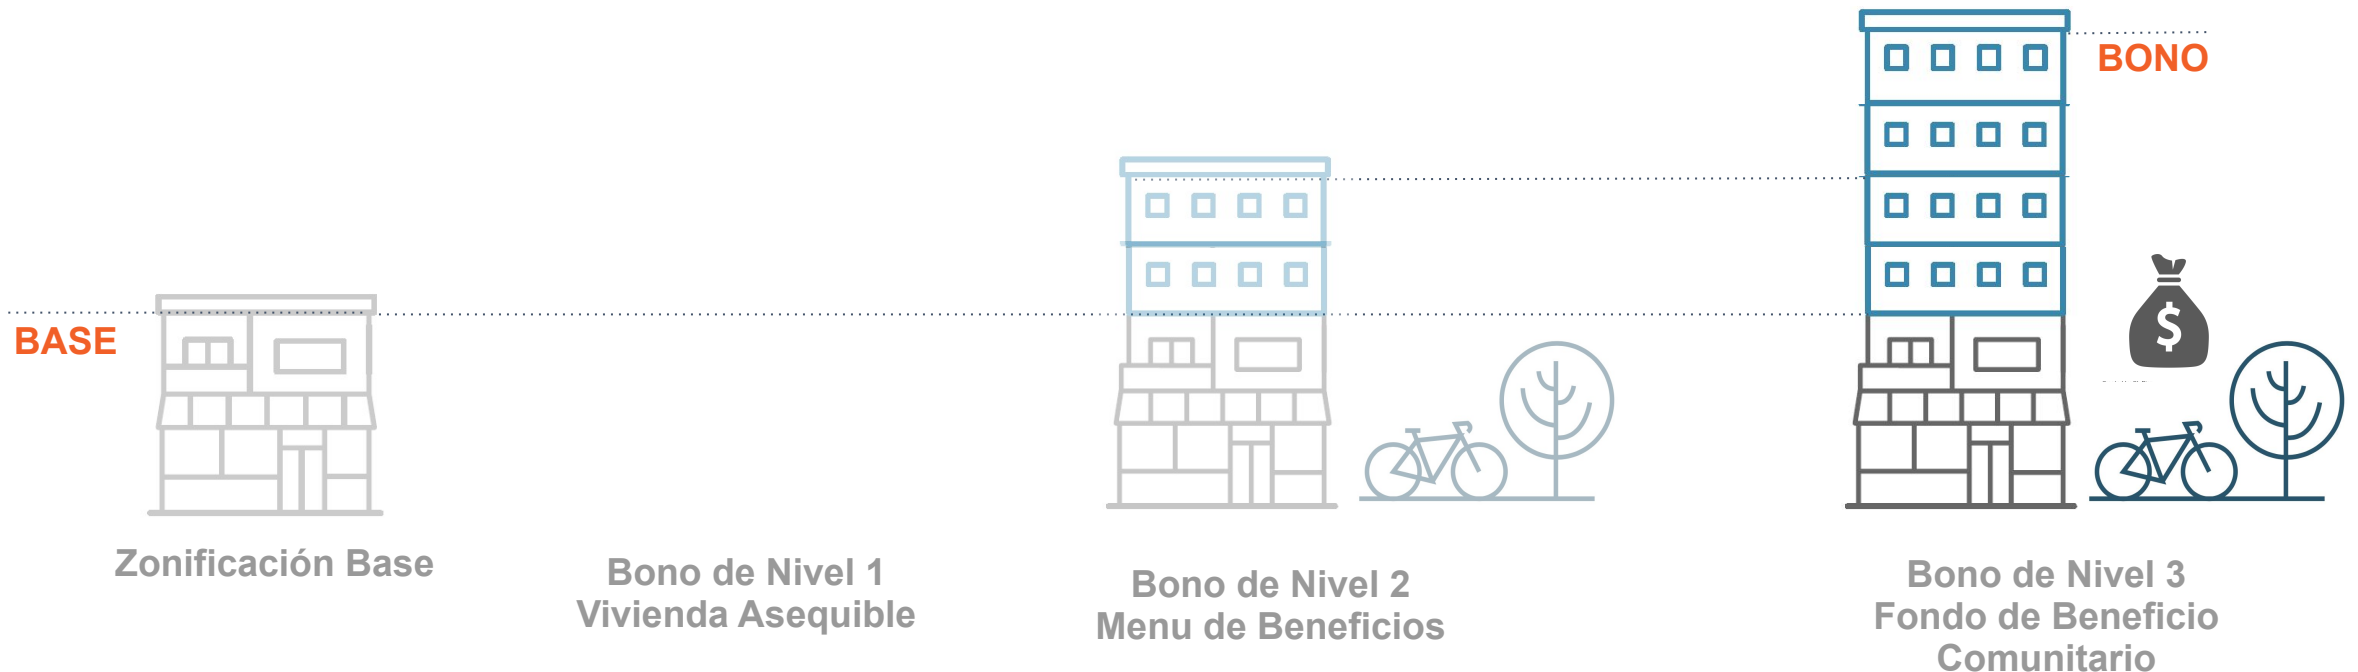 BONO
BASE
$
Zonificación Base
Bono de Nivel 1
Vivienda Asequible
Bono de Nivel 2
Menu de Beneficios
Bono de Nivel 3
Fondo de Beneficio
Comunitario